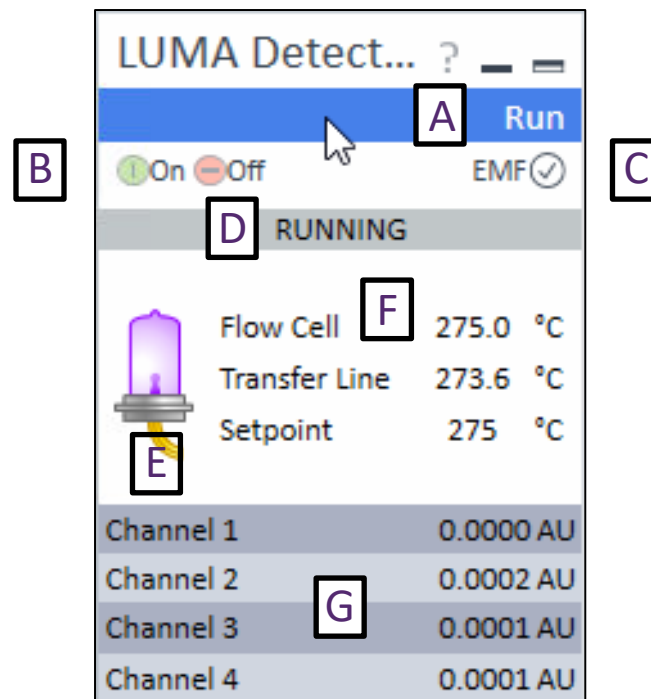 LUMA Detect... ?
A Run
B On Off EMF C
D RUNNING
Flow Cell F 275.0 °C
Transfer Line 273.6 °C
Setpoint 275 °C
E
Channel 1 0.0000 AU
Channel 2 0.0002 AU
G
Channel 3 0.0001 AU
Channel 4 0.0001 AU